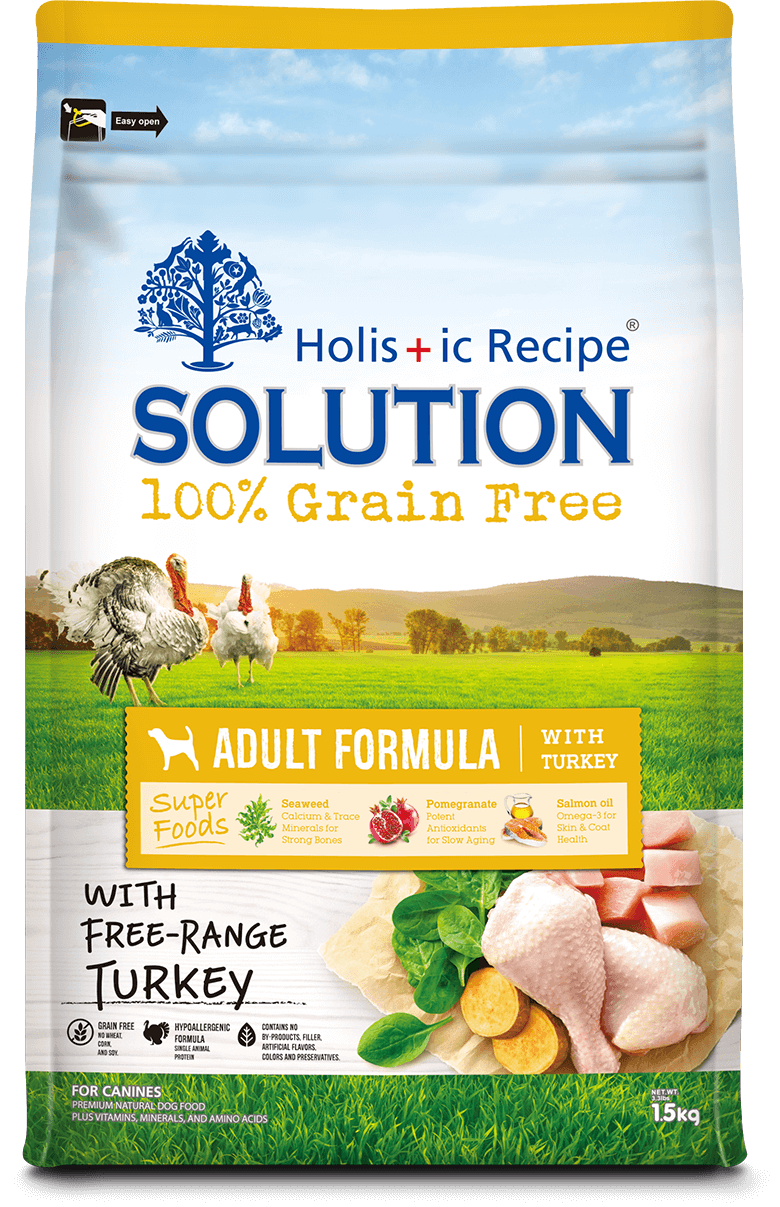 Easy open
Holis+ic Recipe®
SOLUTION
100% Grain Free
ADULT FORMULA
WITH
TURKEY
Super
Foods
Seaweed
Calcium & Trace
Minerals for
Strong Bones
Pomegranate
Potent
Antioxidants
for Slow Aging
Salmon oil
Omega-3 for
Skin & Coat
Health
WITH
FREE-RANGE
TURKEY
GRAIN FREE
NO WHEAT,
CORN,
AND SOY.
HYPOALLERGENIC
FORMULA
SINGLE ANIMAL
PROTEIN
CONTAINS NO
BY-PRODUCTS, FILLER,
ARTIFICIAL FLAVORS,
COLORS AND PRESERVATIVES.
FOR CANINES
PREMIUM NATURAL DOG FOOD
PLUS VITAMINS, MINERALS, AND AMINO ACIDS
NET.WT
3.3lbs
1.5kg